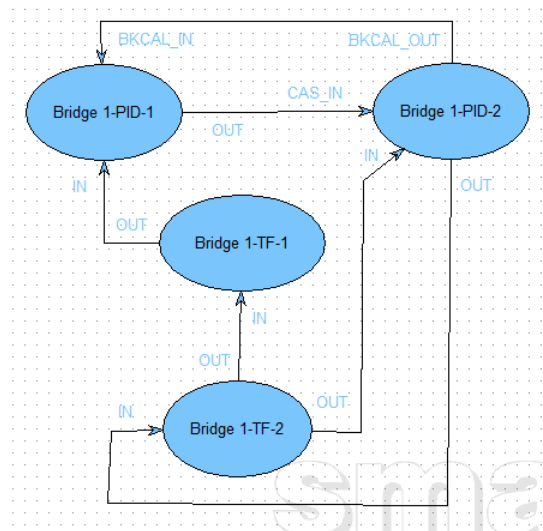 BKCAL_IN
BKCAL_OUT
Bridge 1-PID-1
CAS_IN
OUT
Bridge 1-PID-2
IN
IN
OUT
OUT
Bridge 1-TF-1
IN
OUT
IN
OUT
Bridge 1-TF-2
sma